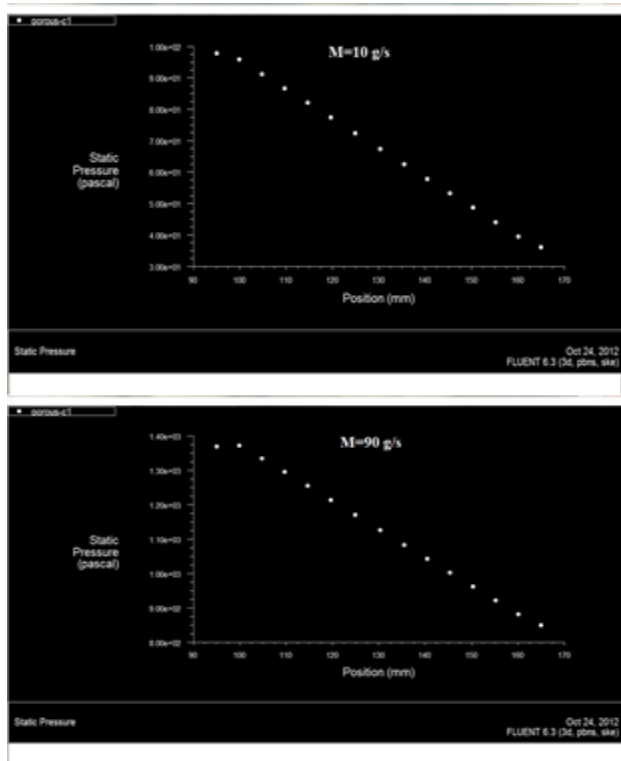 porous-c1
M=10 g/s
1.00e+02
9.00e+01
8.00e+01
7.00e+01
6.00e+01
5.00e+01
4.00e+01
3.00e+01
Static
Pressure
(pascal)
90 100 110 120 130 140 150 160 170
Position (mm)
Static Pressure
Oct 24, 2012
FLUENT 6.3 (3d, pbns, ske)
porous-c1
M=90 g/s
1.40e+03
1.30e+03
1.20e+03
1.10e+03
1.00e+03
9.00e+02
8.00e+02
Static
Pressure
(pascal)
90 100 110 120 130 140 150 160 170
Position (mm)
Static Pressure
Oct 24, 2012
FLUENT 6.3 (3d, pbns, ske)